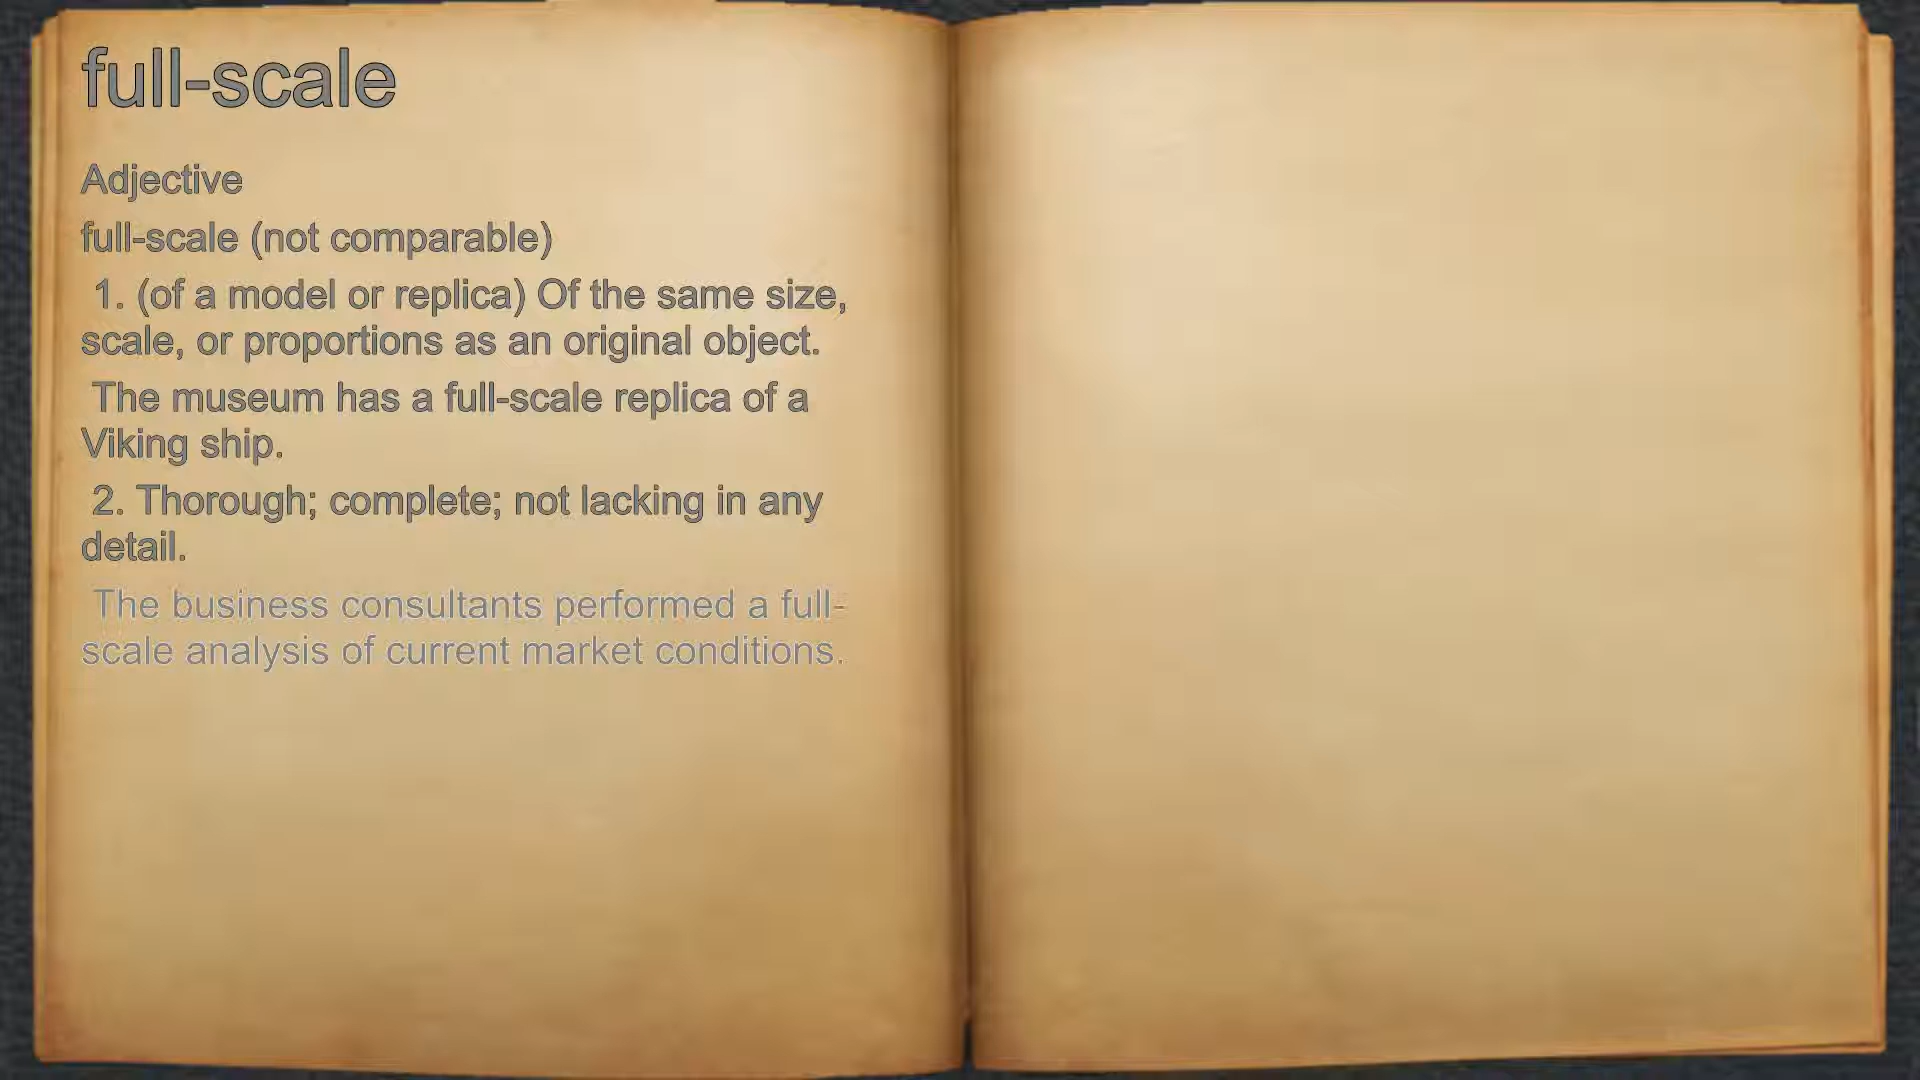 full-scale
Adjective
full-scale (not comparable)
1. (of a model or replica) Of the same size,
scale, or proportions as an original object.
The museum has a full-scale replica of a
Viking ship.
2. Thorough; complete; not lacking in any
detail.
The business consultants performed a full-
scale analysis of current market conditions.